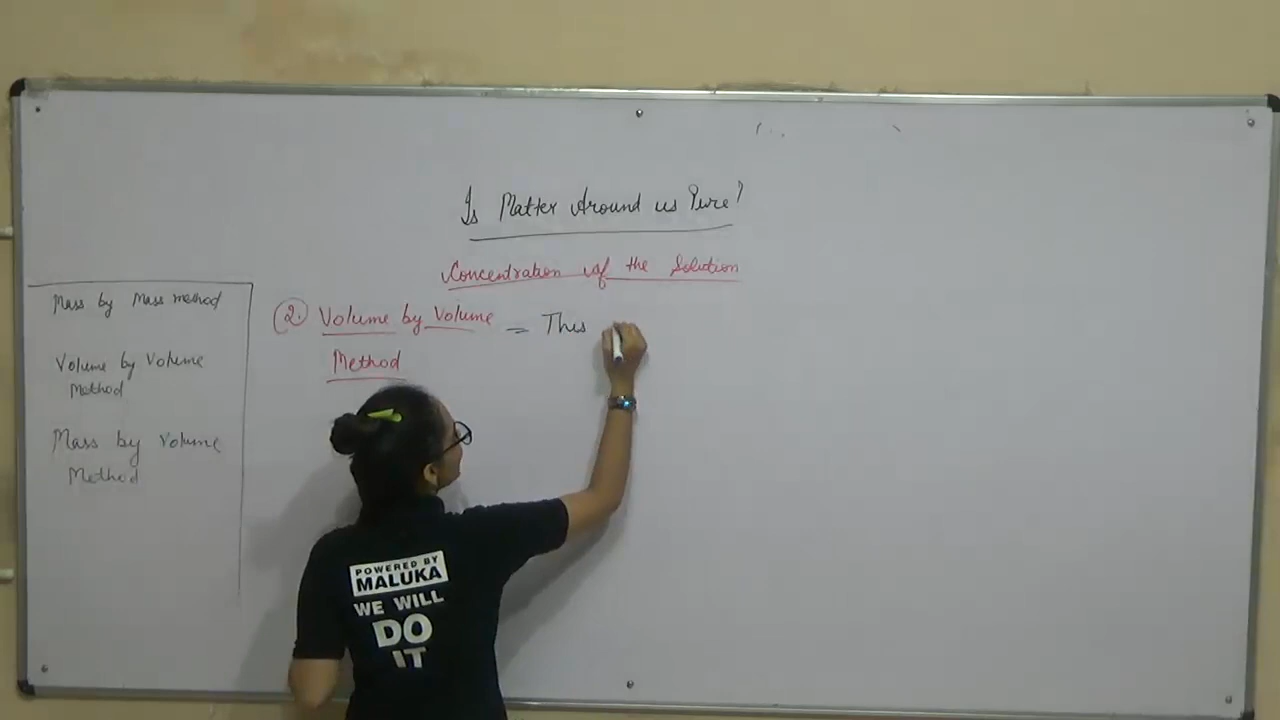 Is Matter Around us Pure?
Concentration of the Solution
Mass by Mass method
Volume by Volume
Method
Mass by Volume
Method
2. Volume by Volume = This
Method
POWERED BY
MALUKA
WE WILL
DO
IT